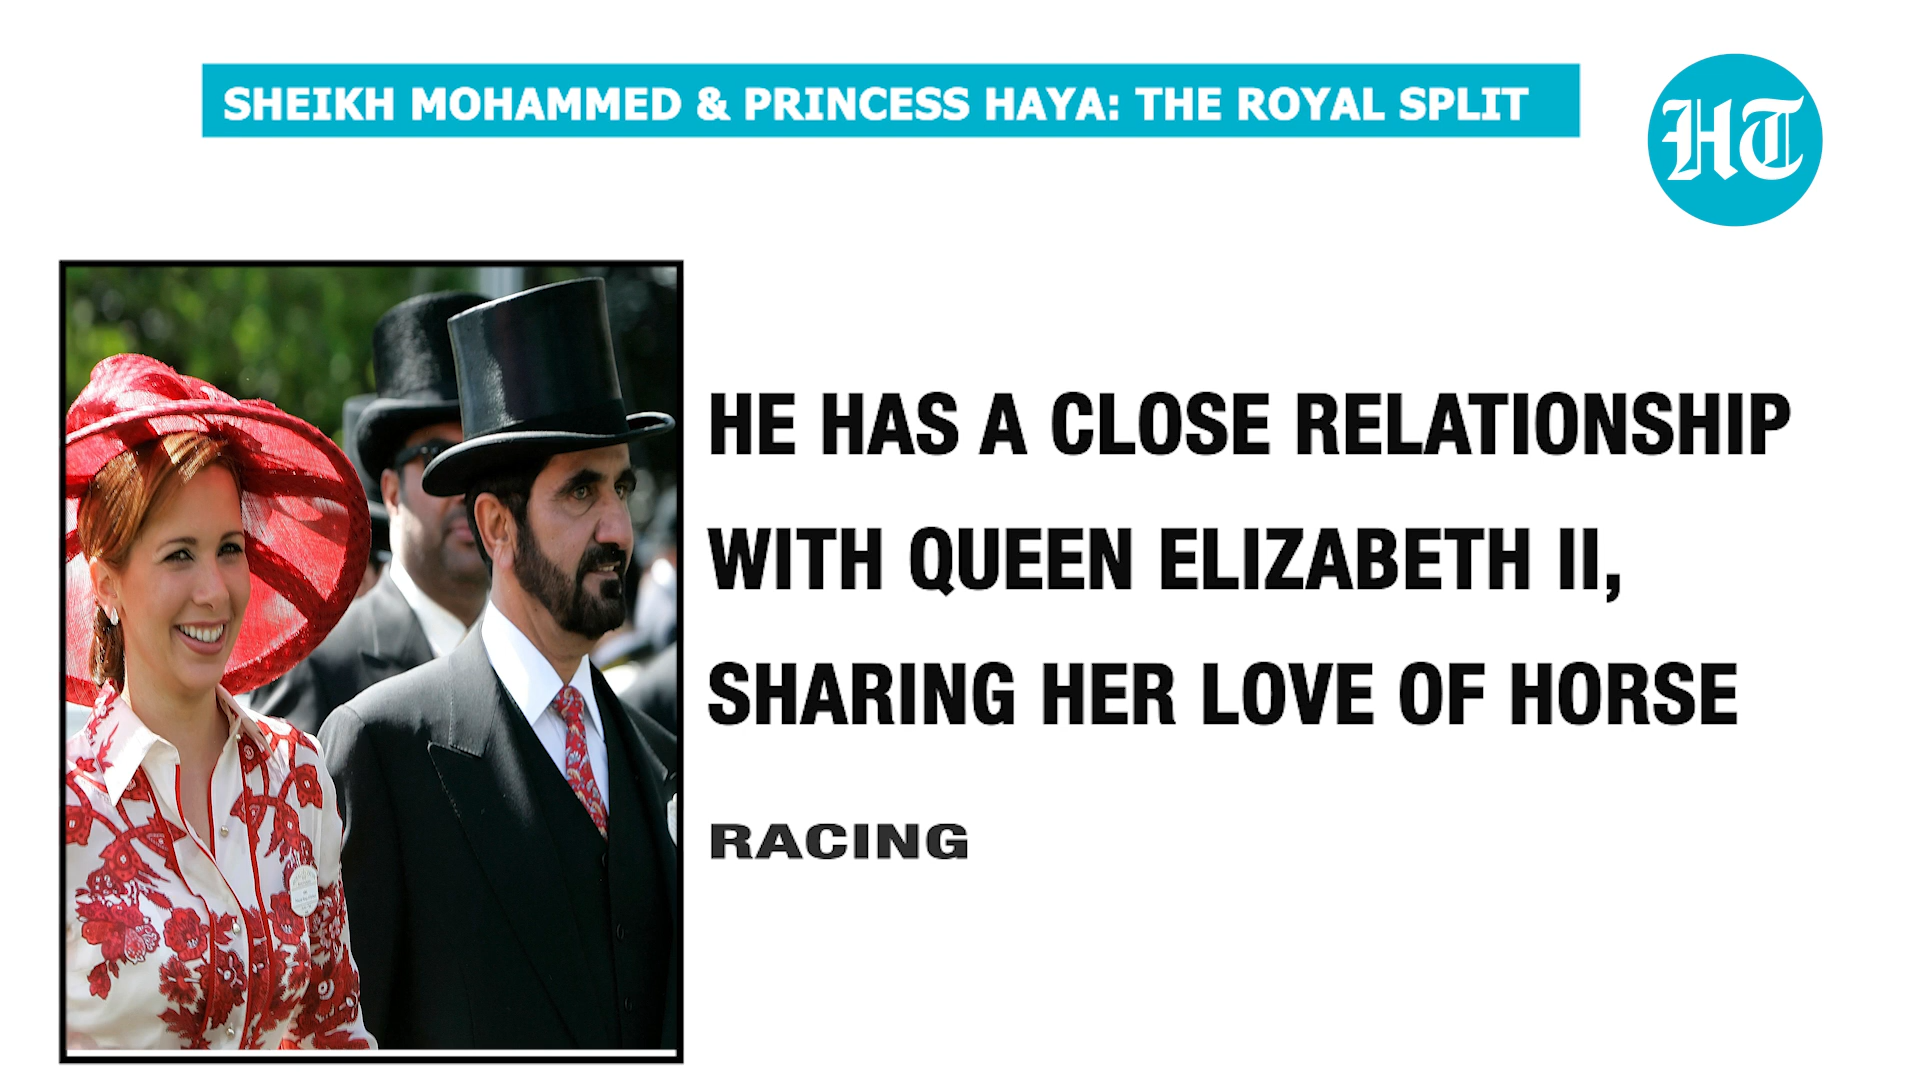 SHEIKH MOHAMMED & PRINCESS HAYA: THE ROYAL SPLIT
HT
HE HAS A CLOSE RELATIONSHIP
WITH QUEEN ELIZABETH II,
SHARING HER LOVE OF HORSE
RACING